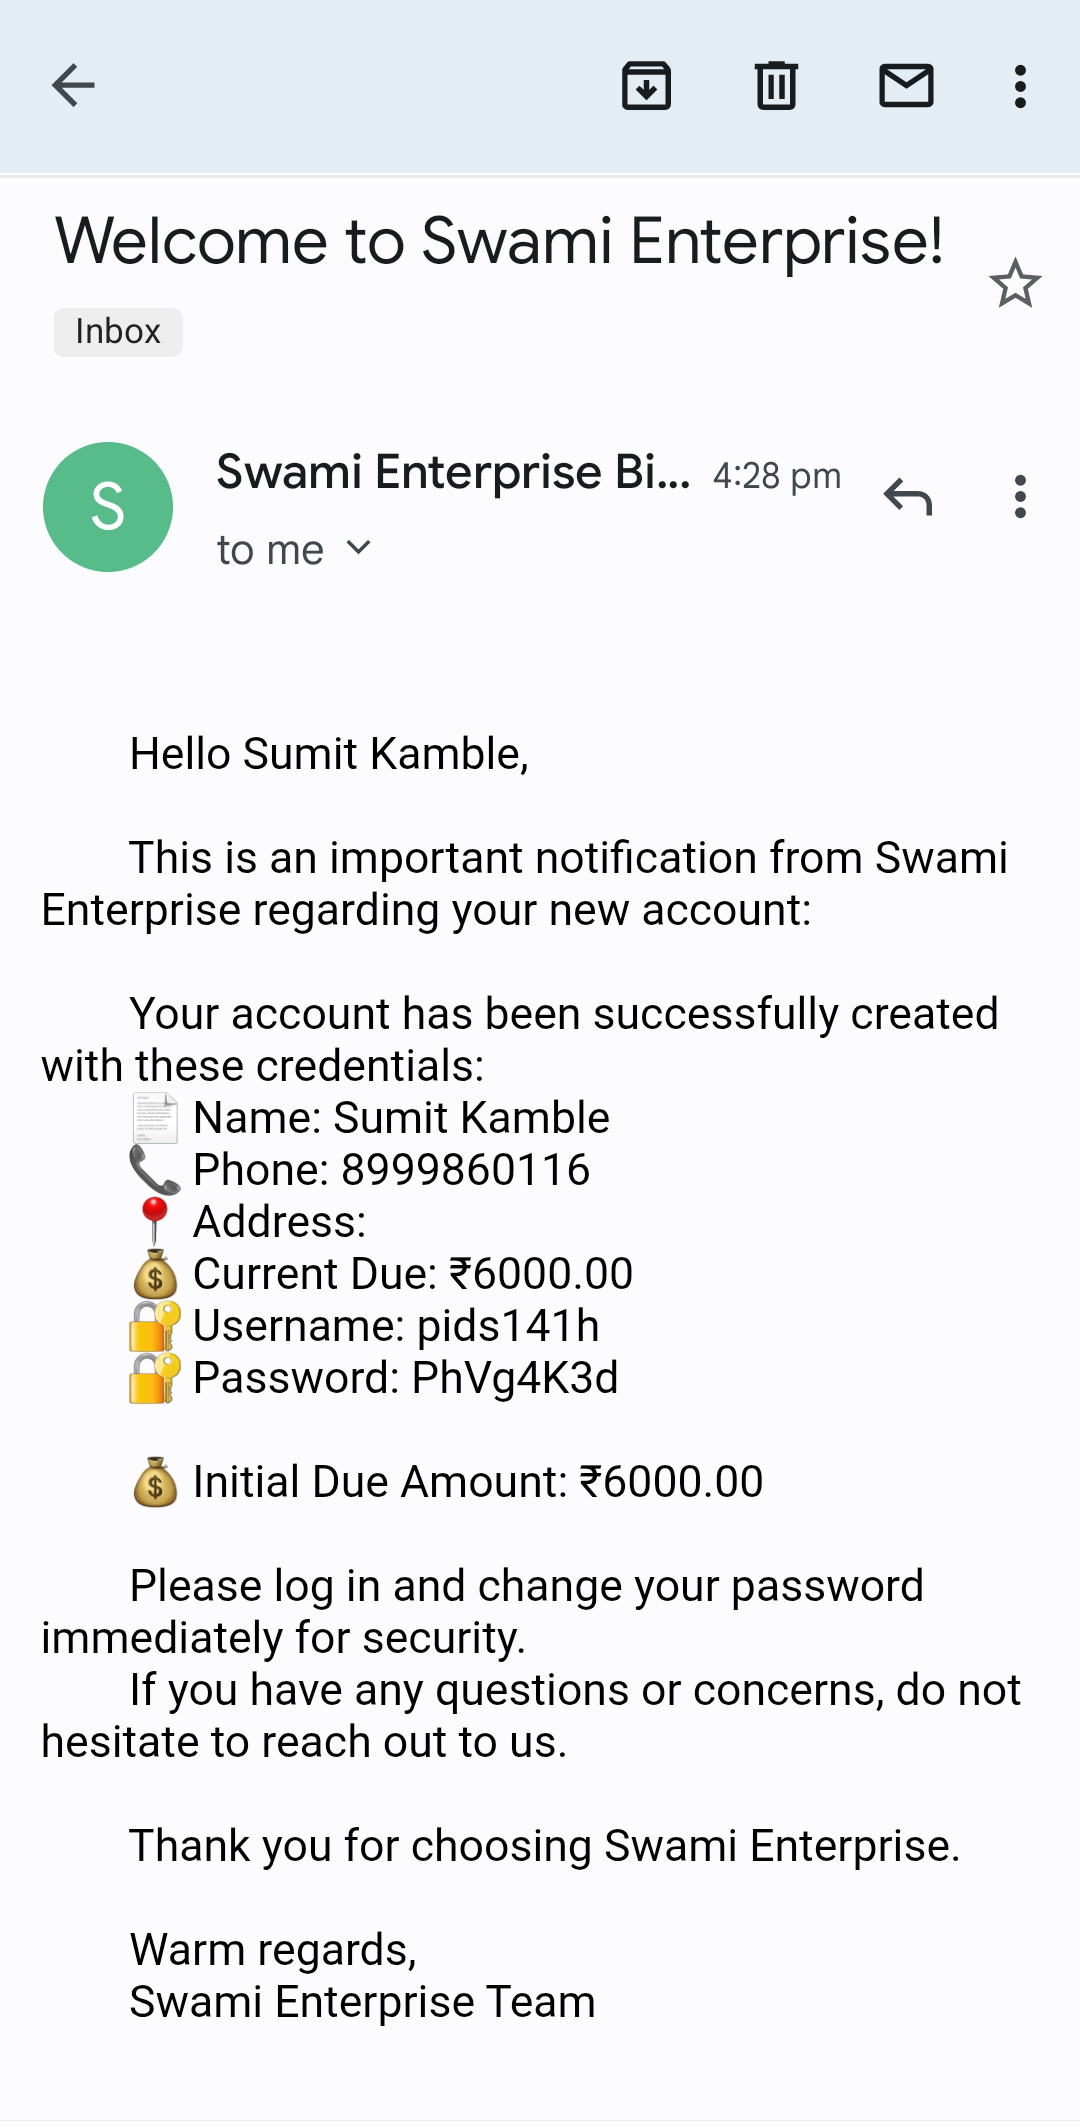 Welcome to Swami Enterprise!
Inbox
S
Swami Enterprise Bi... 4:28 pm
to me
Hello Sumit Kamble,
This is an important notification from Swami
Enterprise regarding your new account:
Your account has been successfully created
with these credentials:
Name: Sumit Kamble
Phone: 8999860116
Address:
Current Due: ₹6000.00
Username: pids141h
Password: PhVg4K3d
Initial Due Amount: ₹6000.00
Please log in and change your password
immediately for security.
If you have any questions or concerns, do not
hesitate to reach out to us.
Thank you for choosing Swami Enterprise.
Warm regards,
Swami Enterprise Team